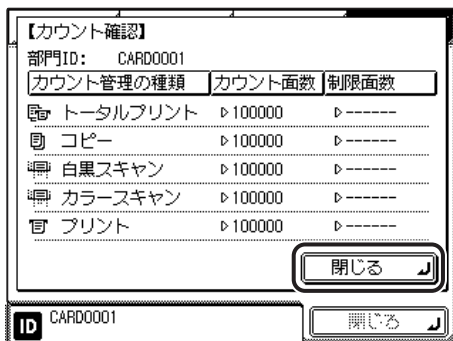 【カウント確認】
部門ID: CARD0001
カウント管理の種類 カウント面数 制限面数
トータルプリント ▷100000 ▷------
コピー ▷100000 ▷------
白黒スキャン ▷100000 ▷------
カラースキャン ▷100000 ▷------
プリント ▷100000 ▷------
閉じる
ID CARD0001 閉じる